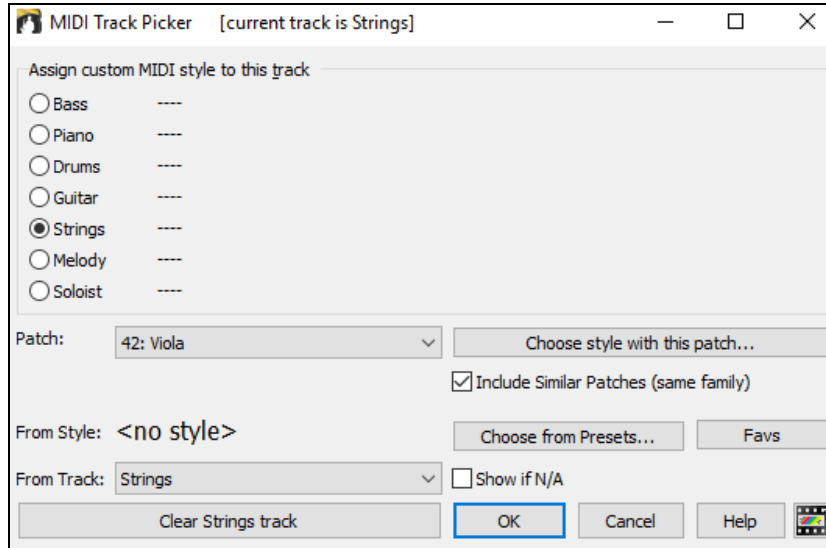 MIDI Track Picker [current track is Strings]
Assign custom MIDI style to this track
Bass ----
Piano ----
Drums ----
Guitar ----
Strings ----
Melody ----
Soloist ----
Patch: 42: Viola Choose style with this patch...
Include Similar Patches (same family)
From Style: <no style> Choose from Presets... Favs
From Track: Strings Show if N/A
Clear Strings track OK Cancel Help